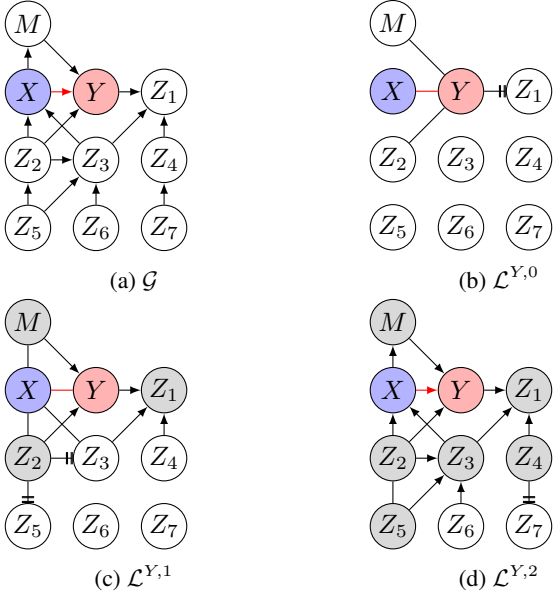 M M
X Y Z₁ X Y Z₁
Z₂ Z₃ Z₄ Z₂ Z₃ Z₄
Z₅ Z₆ Z₇ Z₅ Z₆ Z₇
(a) 𝒢 (b) ℒ^{Y,0}
M M
X Y Z₁ X Y Z₁
Z₂ Z₃ Z₄ Z₂ Z₃ Z₄
Z₅ Z₆ Z₇ Z₅ Z₆ Z₇
(c) ℒ^{Y,1} (d) ℒ^{Y,2}